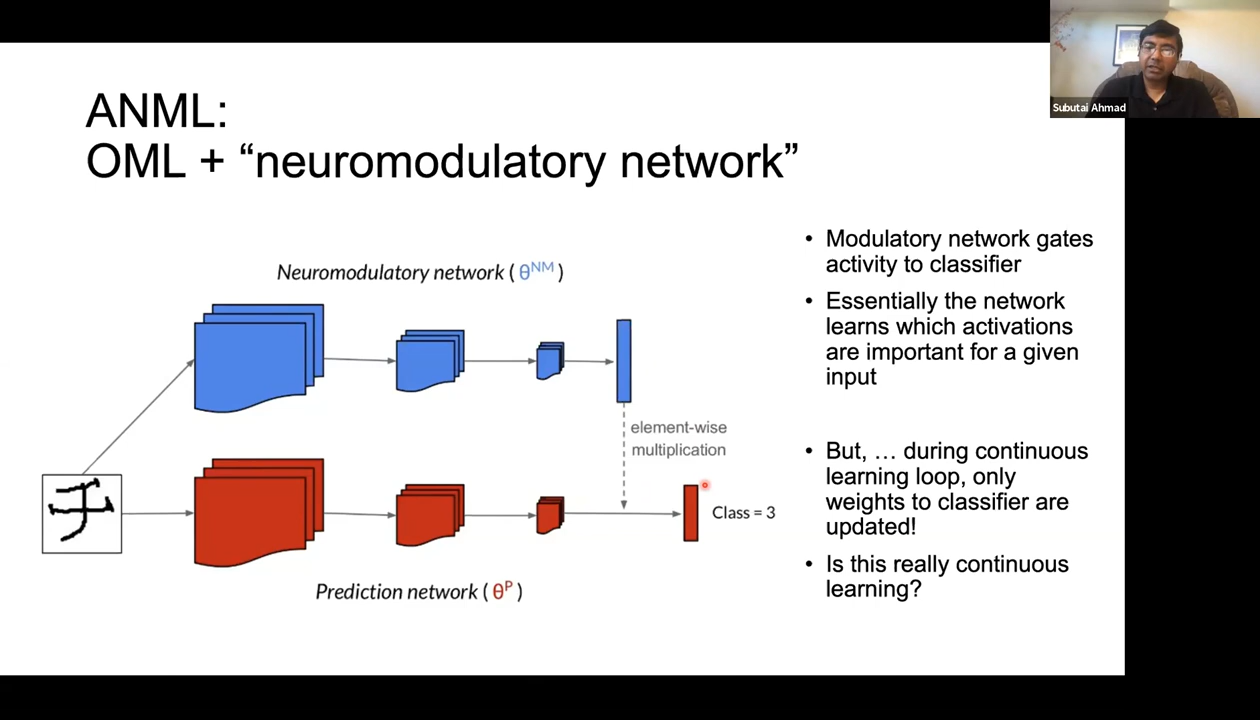 Subutai Ahmad
ANML:
OML + “neuromodulatory network”
Neuromodulatory network ( θᴺᴹ )
element-wise
multiplication
Class = 3
Prediction network ( θᴾ )
• Modulatory network gates
activity to classifier
• Essentially the network
learns which activations
are important for a given
input
• But, … during continuous
learning loop, only
weights to classifier are
updated!
• Is this really continuous
learning?